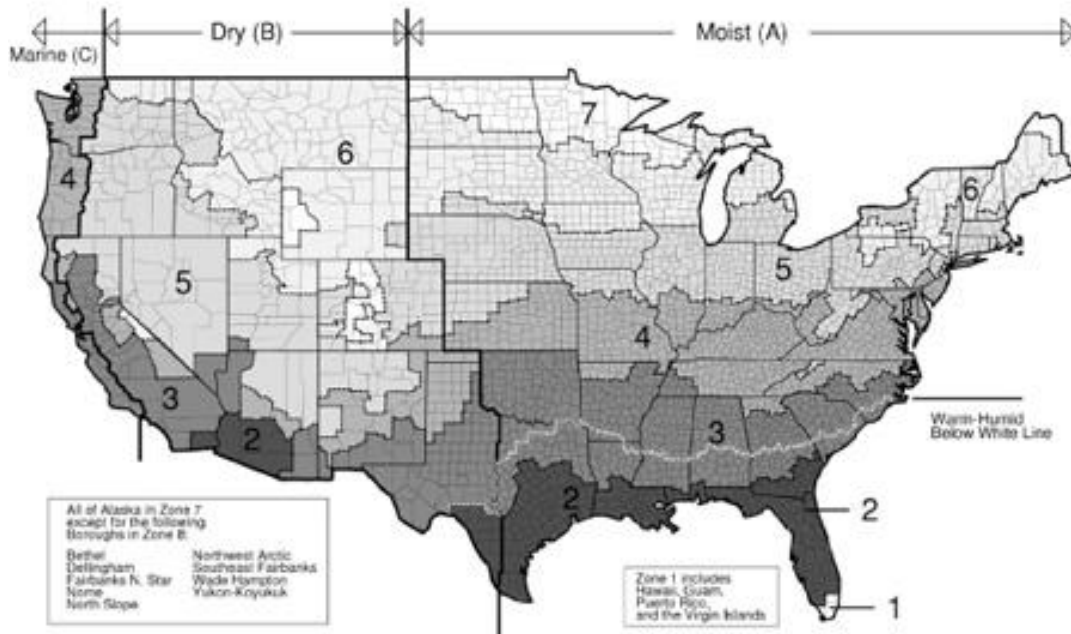 Marine (C)
Dry (B)
Moist (A)
7
6
4
6
5
5
4
3
2
3
Warm-Humid
Below White Line
2
2
1
All of Alaska in Zone 7
except for the following
Boroughs in Zone 8:
Bethel Northwest Arctic
Dellingham Southeast Fairbanks
Fairbanks N. Star Wade Hampton
Nome Yukon-Koyukuk
North Slope
Zone 1 includes
Hawaii, Guam,
Puerto Rico,
and the Virgin Islands